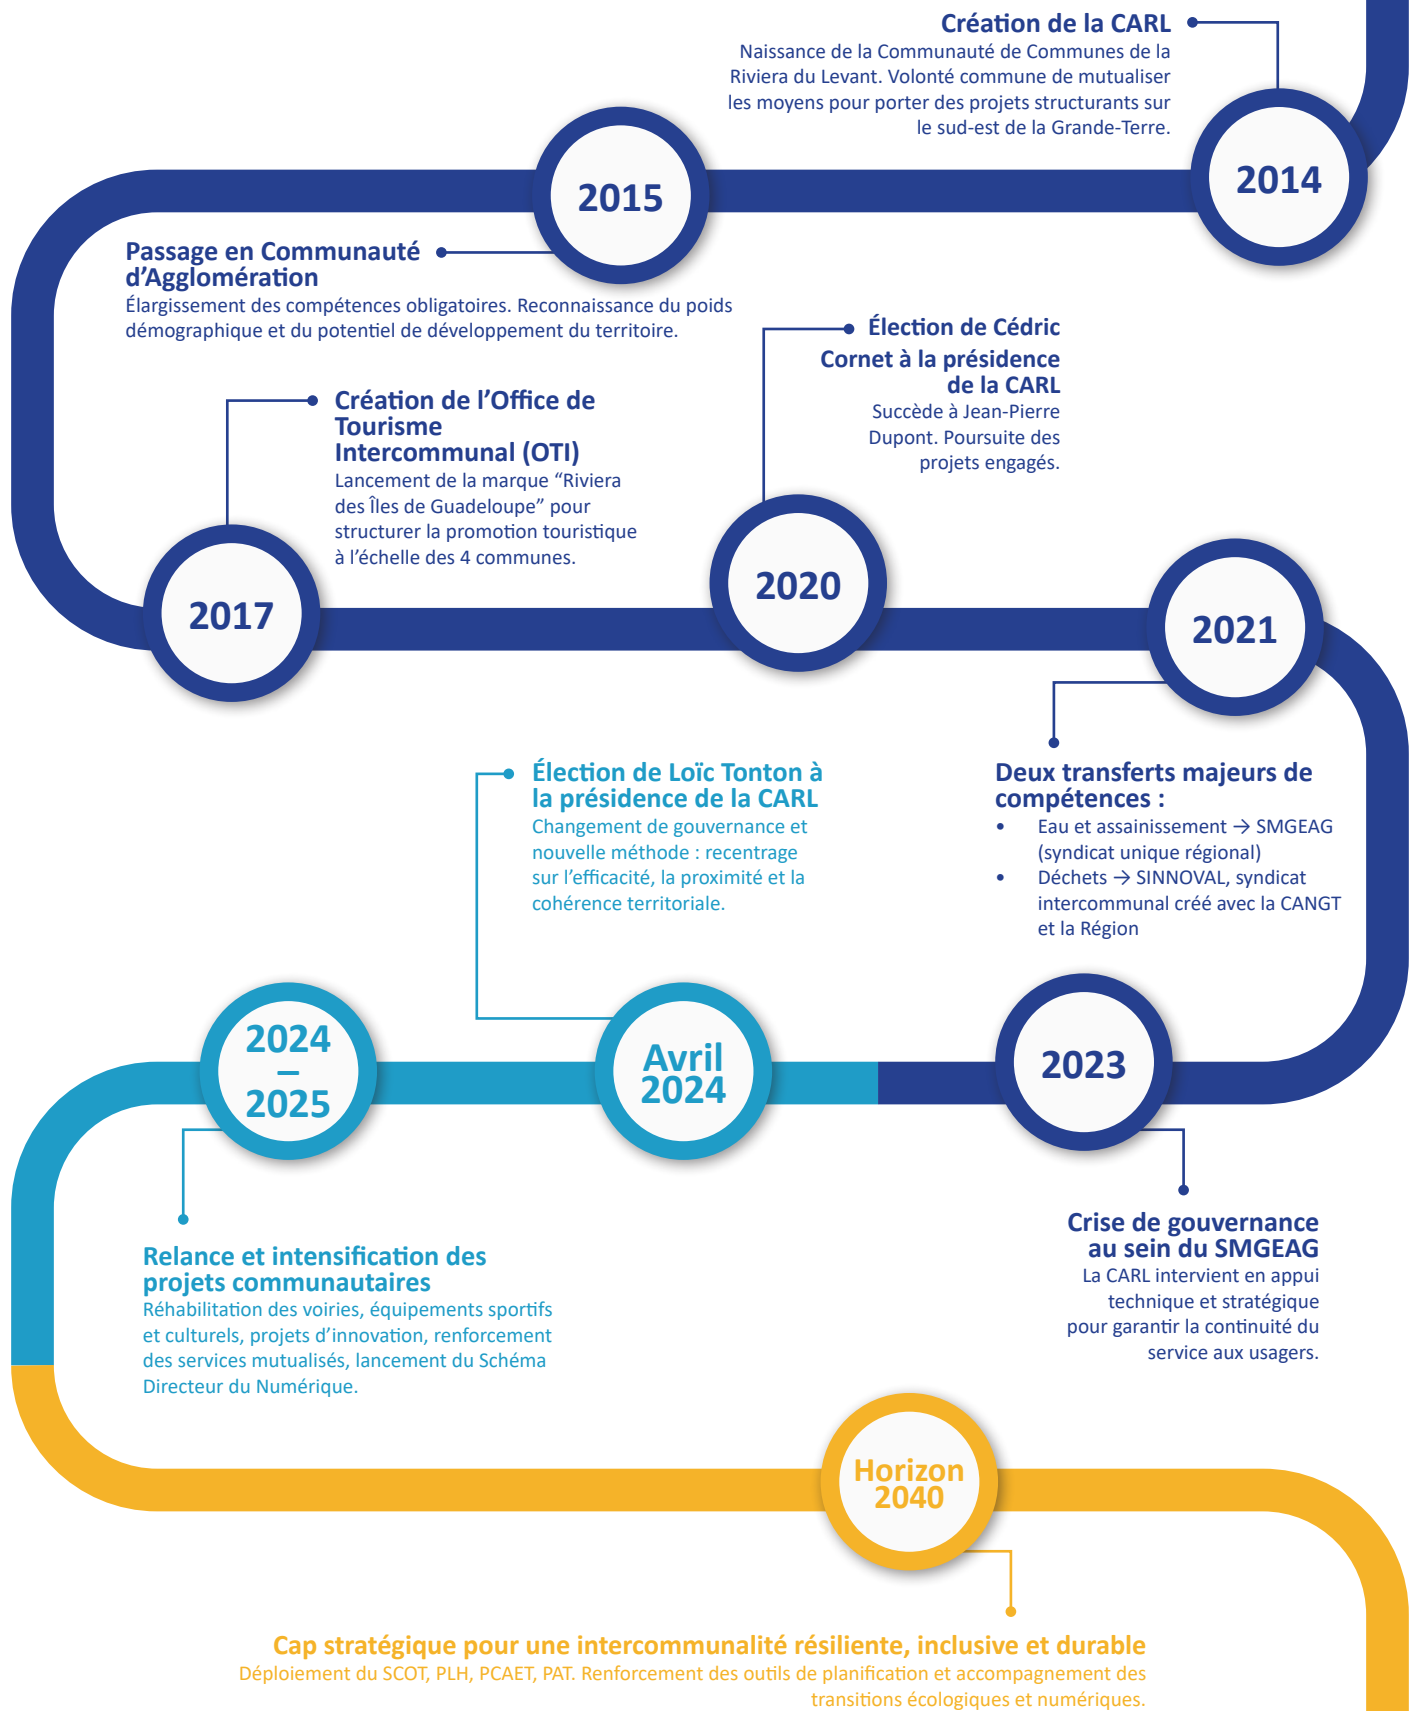 Création de la CARL
Naissance de la Communauté de Communes de la
Riviera du Levant. Volonté commune de mutualiser
les moyens pour porter des projets structurants sur
le sud-est de la Grande-Terre.
2014
2015
Passage en Communauté
d’Agglomération
Élargissement des compétences obligatoires. Reconnaissance du poids
démographique et du potentiel de développement du territoire.
Création de l’Office de
Tourisme
Intercommunal (OTI)
Lancement de la marque “Riviera
des Îles de Guadeloupe” pour
structurer la promotion touristique
à l’échelle des 4 communes.
2017
Élection de Cédric
Cornet à la présidence
de la CARL
Succède à Jean-Pierre
Dupont. Poursuite des
projets engagés.
2020
2021
Deux transferts majeurs de
compétences :
• Eau et assainissement → SMGEAG
(syndicat unique régional)
• Déchets → SINNOVAL, syndicat
intercommunal créé avec la CANGT
et la Région
2023
Crise de gouvernance
au sein du SMGEAG
La CARL intervient en appui
technique et stratégique
pour garantir la continuité du
service aux usagers.
Élection de Loïc Tonton à
la présidence de la CARL
Changement de gouvernance et
nouvelle méthode : recentrage
sur l’efficacité, la proximité et la
cohérence territoriale.
Avril
2024
2024
–
2025
Relance et intensification des
projets communautaires
Réhabilitation des voiries, équipements sportifs
et culturels, projets d’innovation, renforcement
des services mutualisés, lancement du Schéma
Directeur du Numérique.
Horizon
2040
Cap stratégique pour une intercommunalité résiliente, inclusive et durable
Déploiement du SCOT, PLH, PCAET, PAT. Renforcement des outils de planification et accompagnement des
transitions écologiques et numériques.